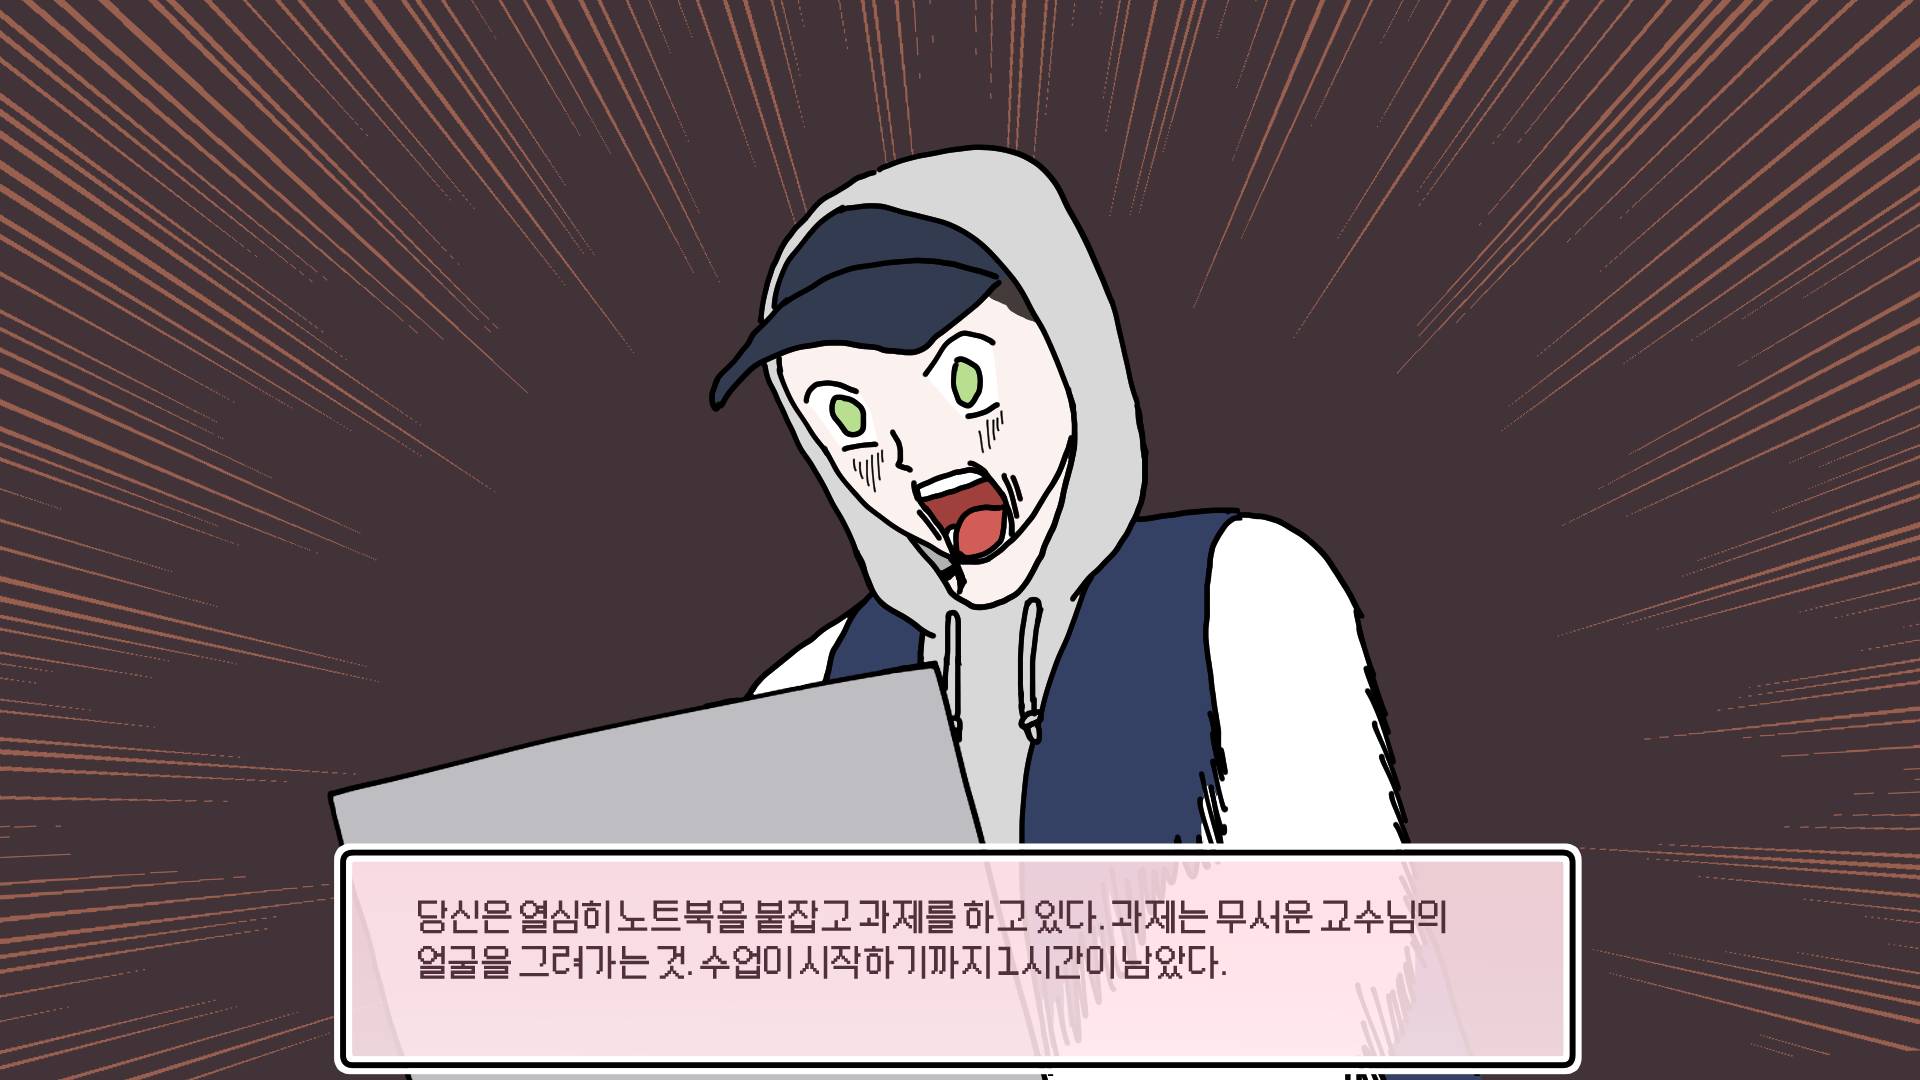 당신은 열심히 노트북을 붙잡고 과제를 하고 있다. 과제는 무서운 교수님의
얼굴을 그려가는 것. 수업이 시작하기까지 1시간이 남았다.